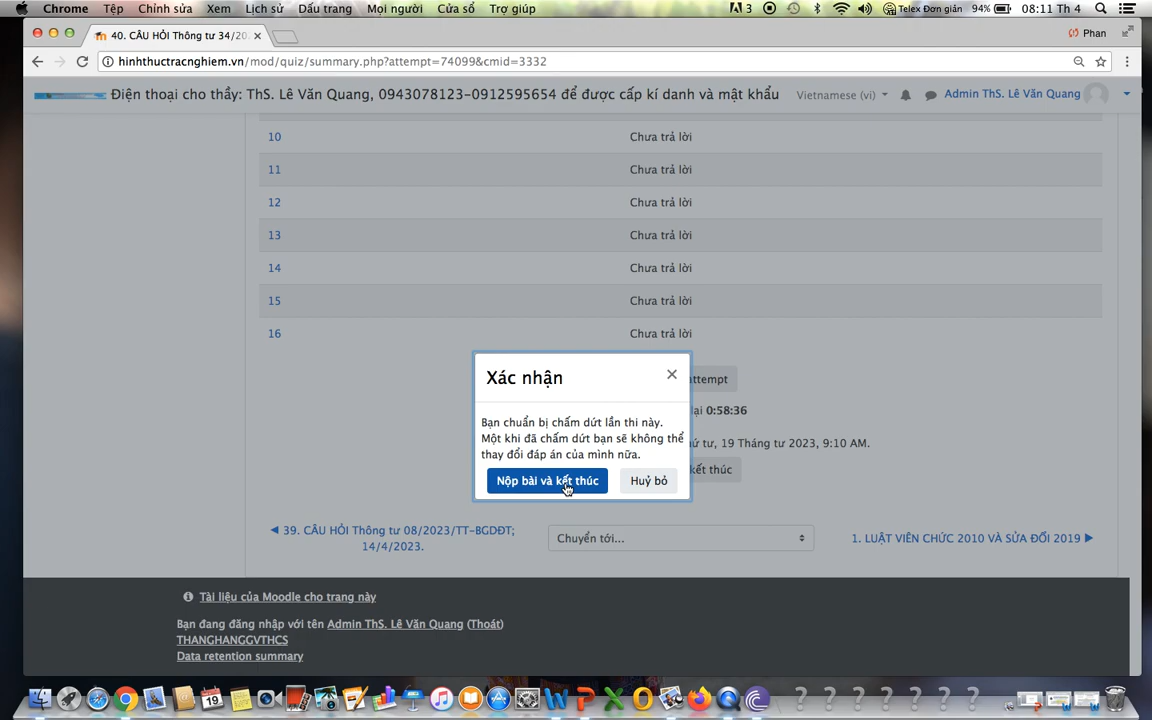 Chrome Tệp Chỉnh sửa Xem Lịch sử Dấu trang Mọi người Cửa sổ Trợ giúp 3 Telex Đơn giản 94% 08:11 Th 4
40. CÂU HỎI Thông tư 34/20 Phan
hinhthuctracnghiem.vn/mod/quiz/summary.php?attempt=74099&cmid=3332
Điện thoại cho thầy: ThS. Lê Văn Quang, 0943078123-0912595654 để được cấp kí danh và mật khẩu Vietnamese (vi) Admin ThS. Lê Văn Quang
10 Chưa trả lời
11 Chưa trả lời
12 Chưa trả lời
13 Chưa trả lời
14 Chưa trả lời
15 Chưa trả lời
16 Chưa trả lời
Xác nhận
attempt
ại 0:58:36
Bạn chuẩn bị chấm dứt lần thi này.
Một khi đã chấm dứt bạn sẽ không thể
thay đổi đáp án của mình nữa.
ứ tư, 19 Tháng tư 2023, 9:10 AM.
kết thúc
Nộp bài và kết thúc Huỷ bỏ
◀ 39. CÂU HỎI Thông tư 08/2023/TT-BGDĐT;
14/4/2023.
Chuyển tới...
1. LUẬT VIÊN CHỨC 2010 VÀ SỬA ĐỔI 2019 ▶
Tài liệu của Moodle cho trang này
Bạn đang đăng nhập với tên Admin ThS. Lê Văn Quang (Thoát)
THANGHANGGVTHCS
Data retention summary